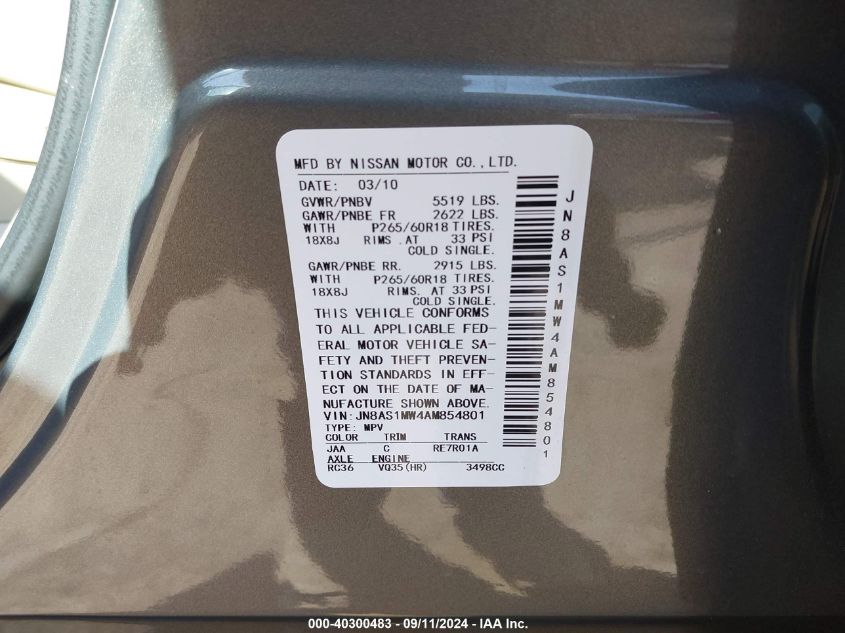 MFD BY NISSAN MOTOR CO.,LTD.
DATE: 03/10
GVWR/PNBV 5519 LBS.
GAWR/PNBE FR 2622 LBS.
WITH P265/60R18 TIRES.
18X8J RIMS .AT 33 PSI
COLD SINGLE.
GAWR/PNBE RR. 2915 LBS.
WITH P265/60R18 TIRES.
18X8J RIMS. AT 33 PSI
COLD SINGLE.
THIS VEHICLE CONFORMS
TO ALL APPLICABLE FED-
ERAL MOTOR VEHICLE SA-
FETY AND THEFT PREVEN-
TION STANDARDS IN EFF-
ECT ON THE DATE OF MA-
NUFACTURE SHOWN ABOVE.
VIN:JN8AS1MW4AM854801
TYPE: MPV
COLOR TRIM TRANS
JAA C RE7R01A
AXLE ENGINE
RC36 VQ35(HR) 3498CC
JN8AS1MW4AM854801
000-40300483 - 09/11/2024 - IAA Inc.